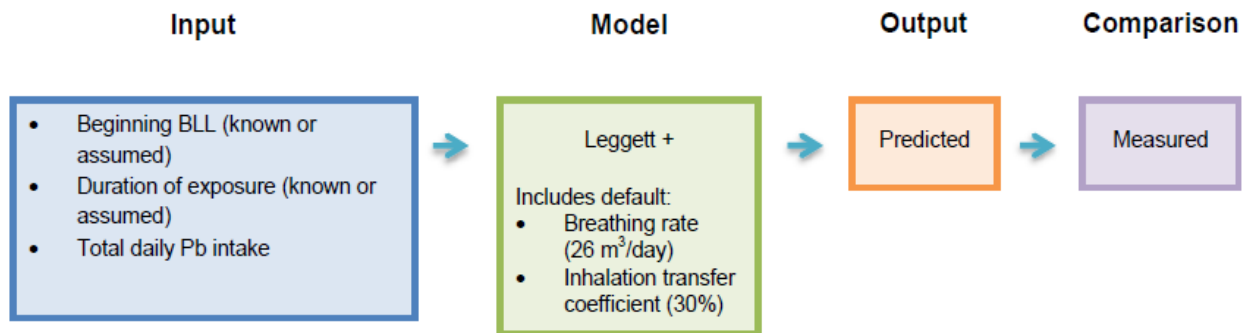 Input
Model
Output
Comparison
• Beginning BLL (known or
assumed)
• Duration of exposure (known or
assumed)
• Total daily Pb intake
Leggett +
Includes default:
• Breathing rate
(26 m³/day)
• Inhalation transfer
coefficient (30%)
Predicted
Measured